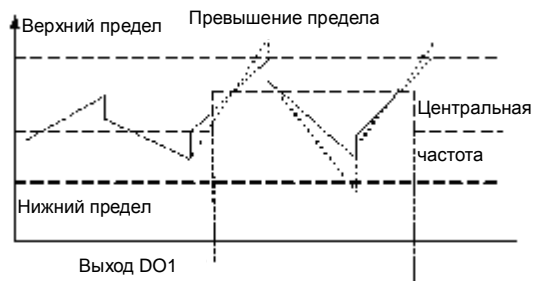 Верхний предел
Превышение предела
Центральная
частота
Нижний предел
Выход DO1